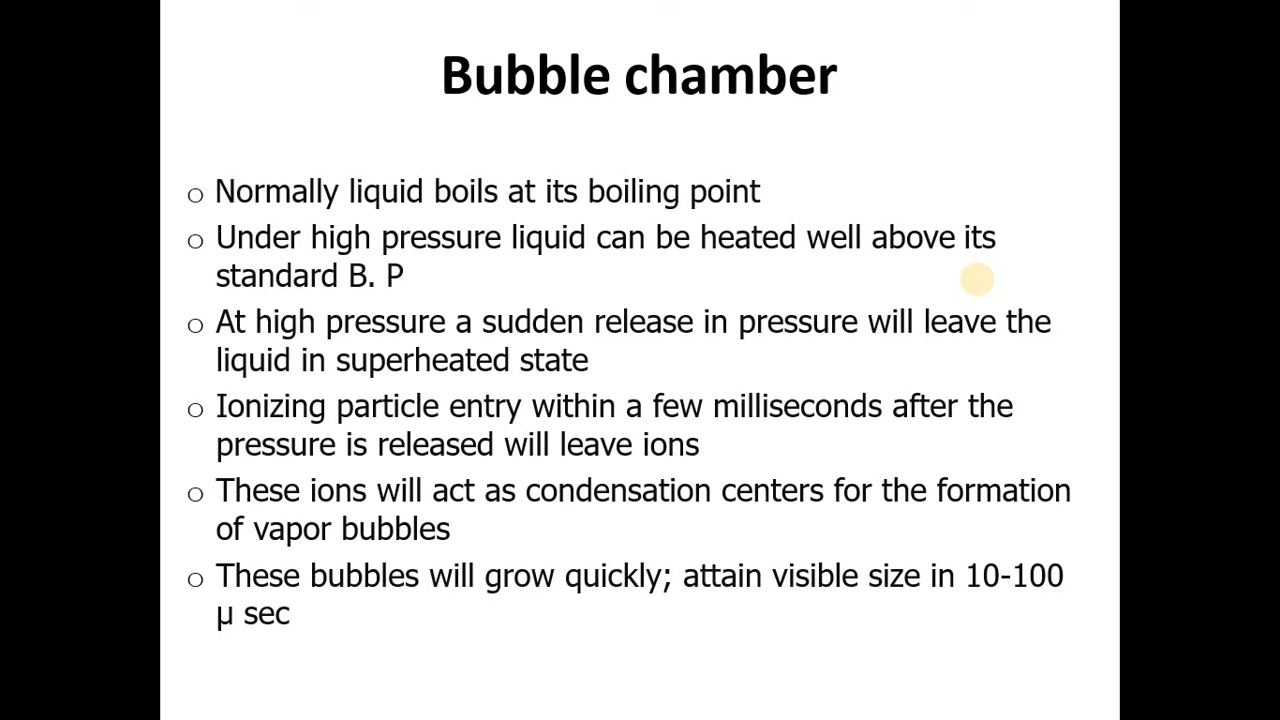 Bubble chamber
o Normally liquid boils at its boiling point
o Under high pressure liquid can be heated well above its
standard B. P
o At high pressure a sudden release in pressure will leave the
liquid in superheated state
o Ionizing particle entry within a few milliseconds after the
pressure is released will leave ions
o These ions will act as condensation centers for the formation
of vapor bubbles
o These bubbles will grow quickly; attain visible size in 10-100
μ sec